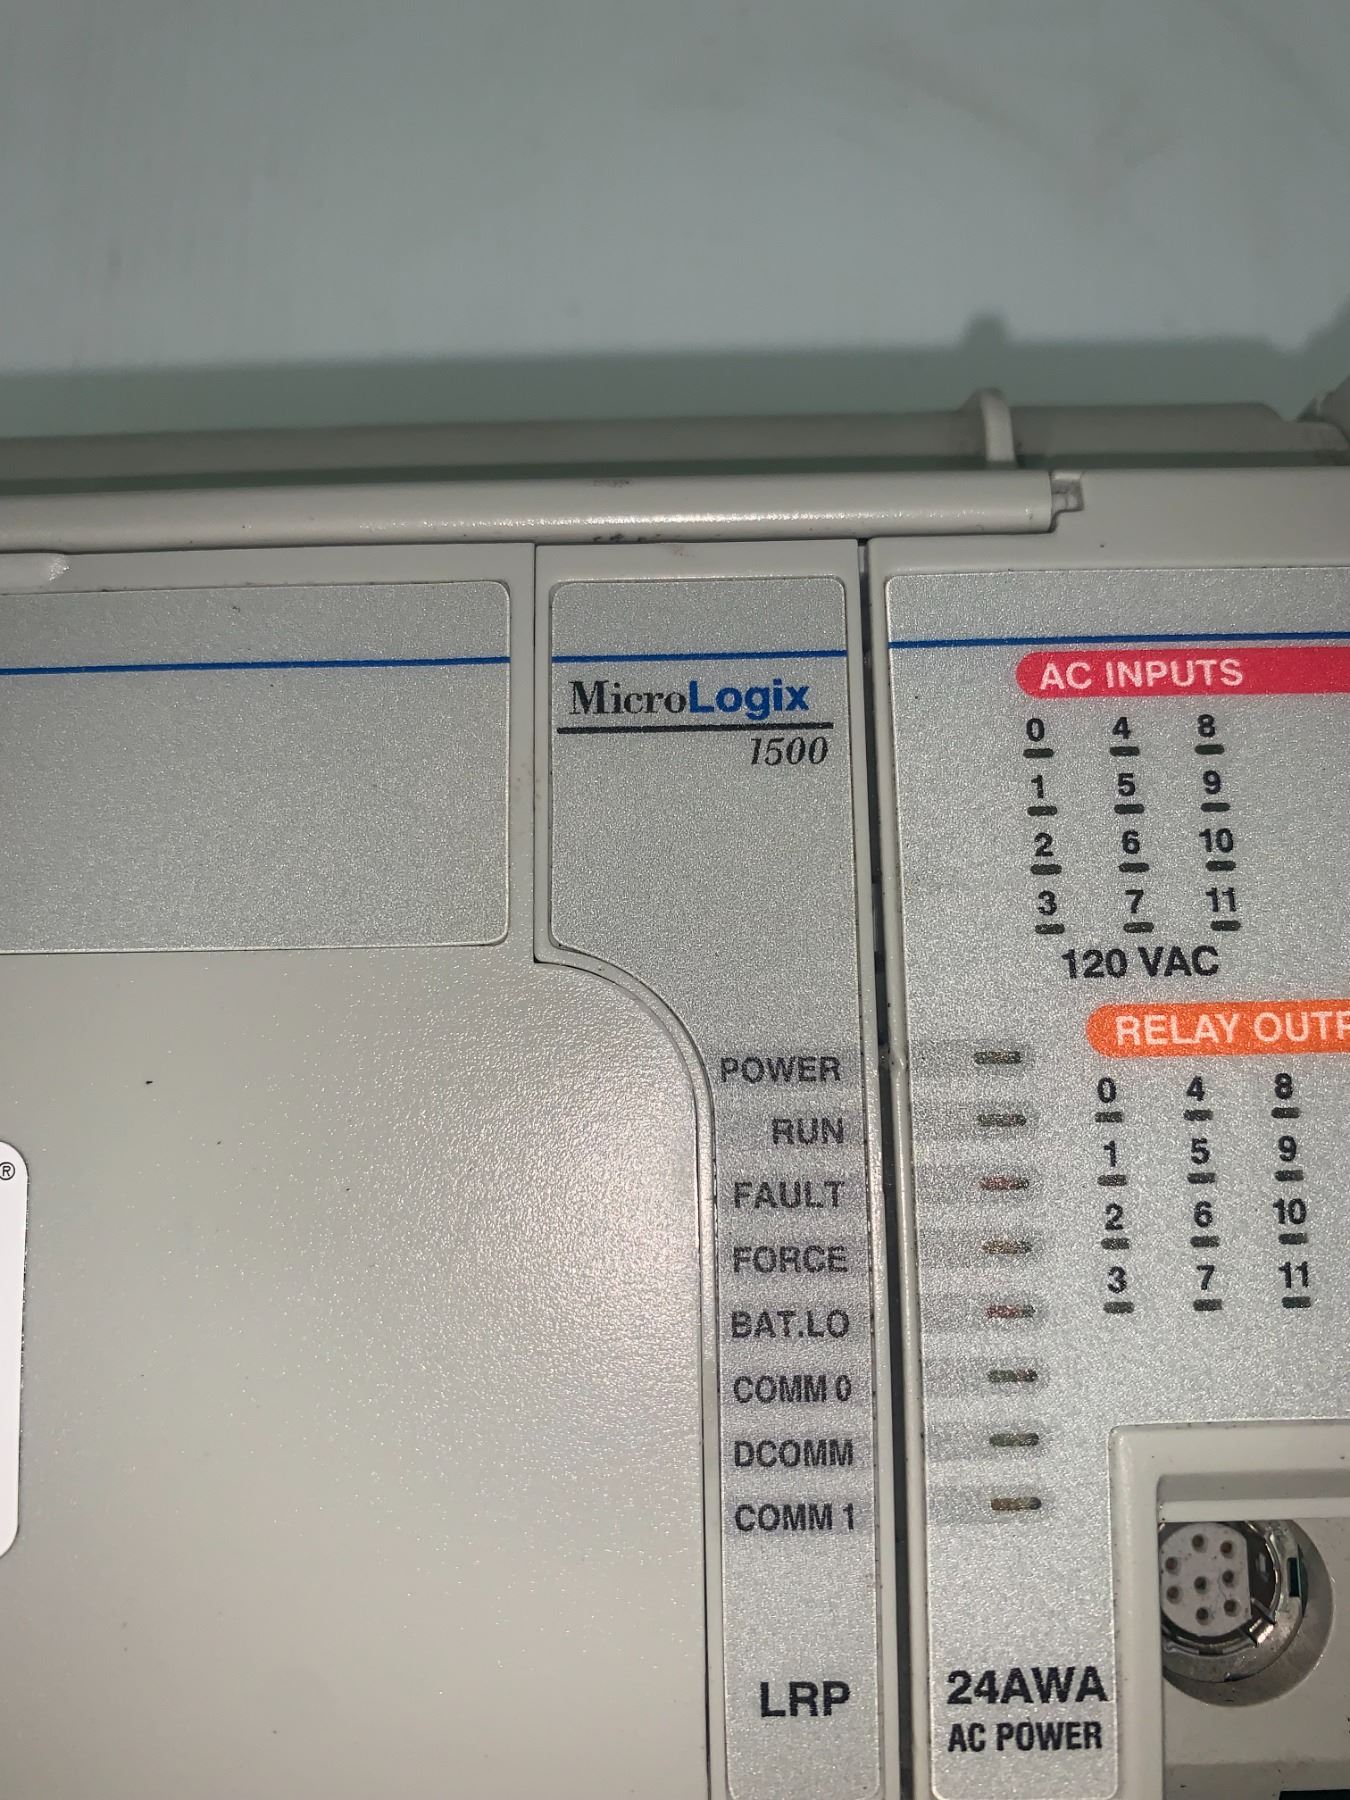 MicroLogix
1500
POWER
RUN
FAULT
FORCE
BAT.LO
COMM 0
DCOMM
COMM 1
LRP
AC INPUTS
0 4 8
1 5 9
2 6 10
3 7 11
120 VAC
RELAY OUTP
0 4 8
1 5 9
2 6 10
3 7 11
24AWA
AC POWER
®